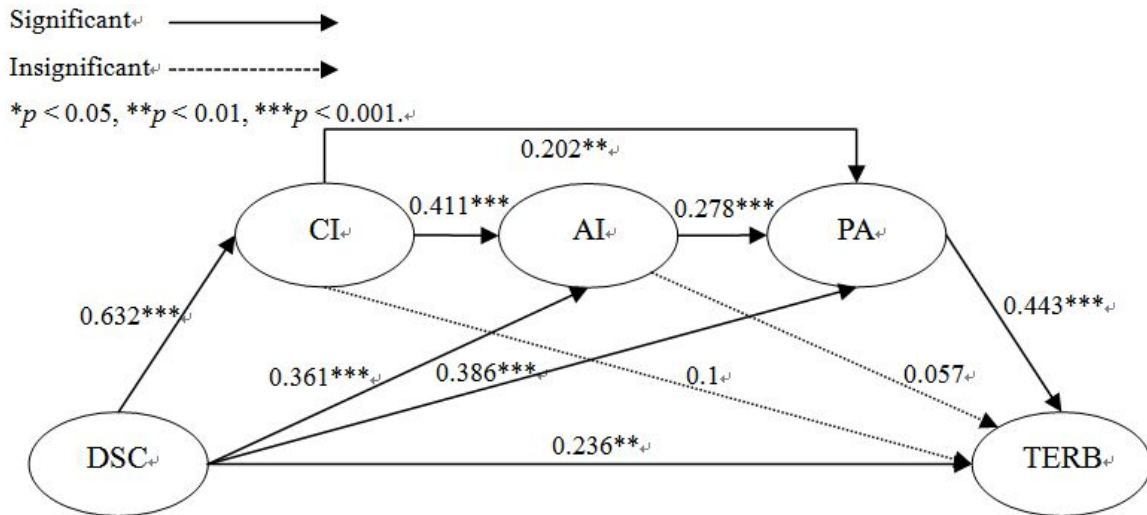 Significant↵
Insignificant↵
*p < 0.05, **p < 0.01, ***p < 0.001.↵
0.202**↵
CI↵
0.411***
AI↵
0.278***
PA↵
0.632***↵
0.443***↵
0.361***↵
0.386***↵
0.1↵
0.057
DSC↵
0.236**↵
TERB↵